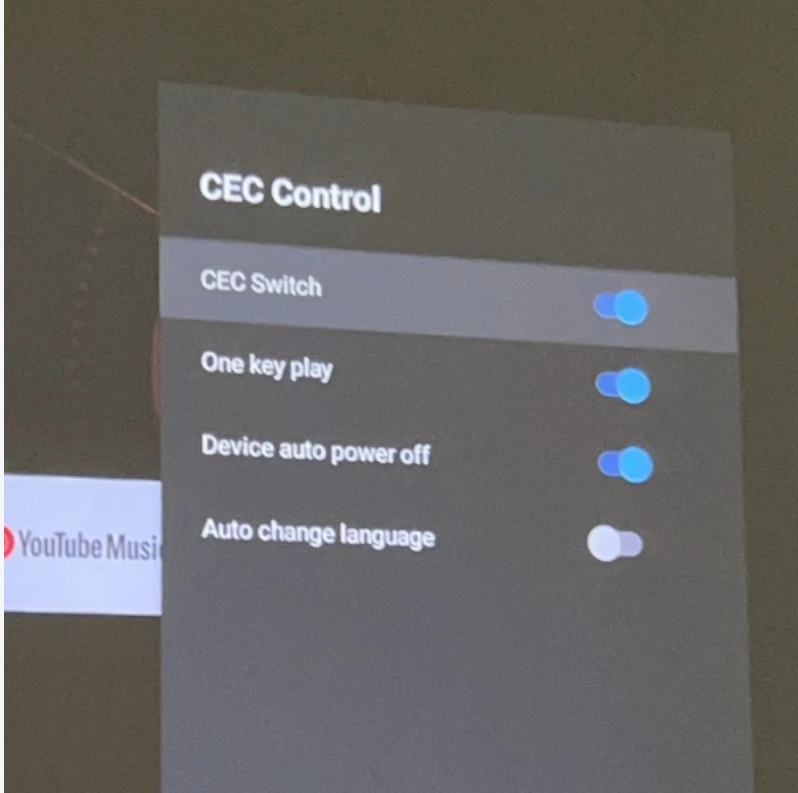 CEC Control
CEC Switch
One key play
Device auto power off
Auto change language
YouTube Musi